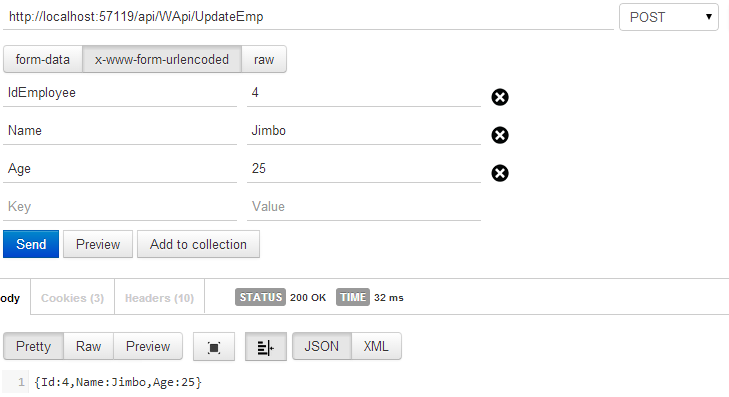 http://localhost:57119/api/WApi/UpdateEmp POST
form-data x-www-form-urlencoded raw
IdEmployee 4
Name Jimbo
Age 25
Key Value
Send Preview Add to collection
ody Cookies (3) Headers (10) STATUS 200 OK TIME 32 ms
Pretty Raw Preview JSON XML
1 {Id:4,Name:Jimbo,Age:25}